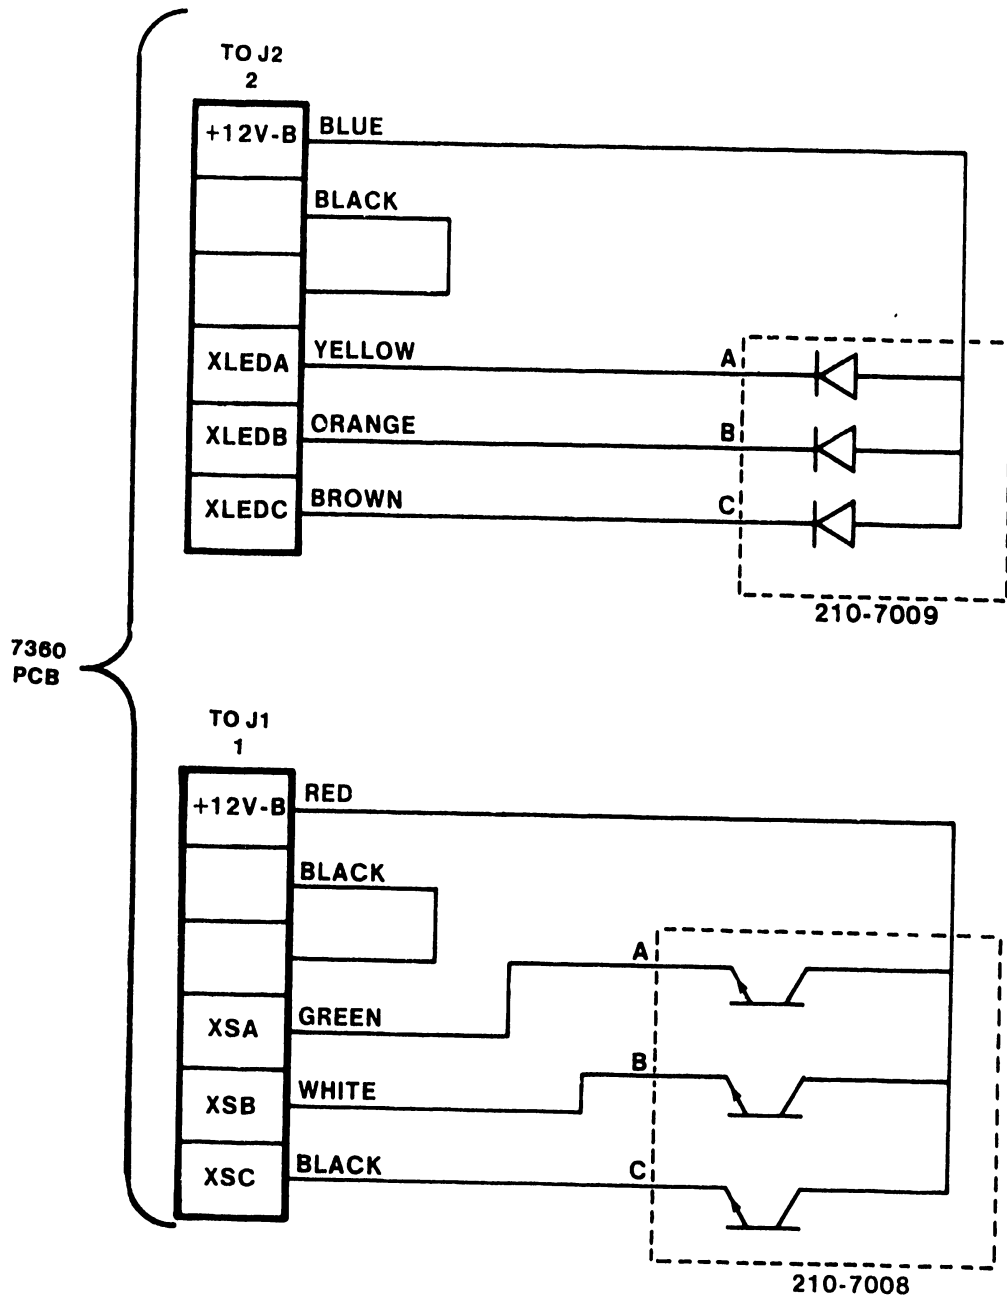 TO J2
2
+12V-B
BLUE
BLACK
XLEDA
YELLOW
A
XLEDB
ORANGE
B
XLEDC
BROWN
C
210-7009
7360
PCB
TO J1
1
+12V-B
RED
BLACK
A
XSA
GREEN
B
XSB
WHITE
XSC
BLACK
C
210-7008